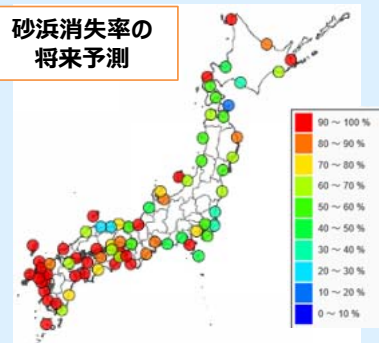 砂浜消失率の
将来予測
90 ～ 100 %
80 ～ 90 %
70 ～ 80 %
60 ～ 70 %
50 ～ 60 %
40 ～ 50 %
30 ～ 40 %
20 ～ 30 %
10 ～ 20 %
0 ～ 10 %